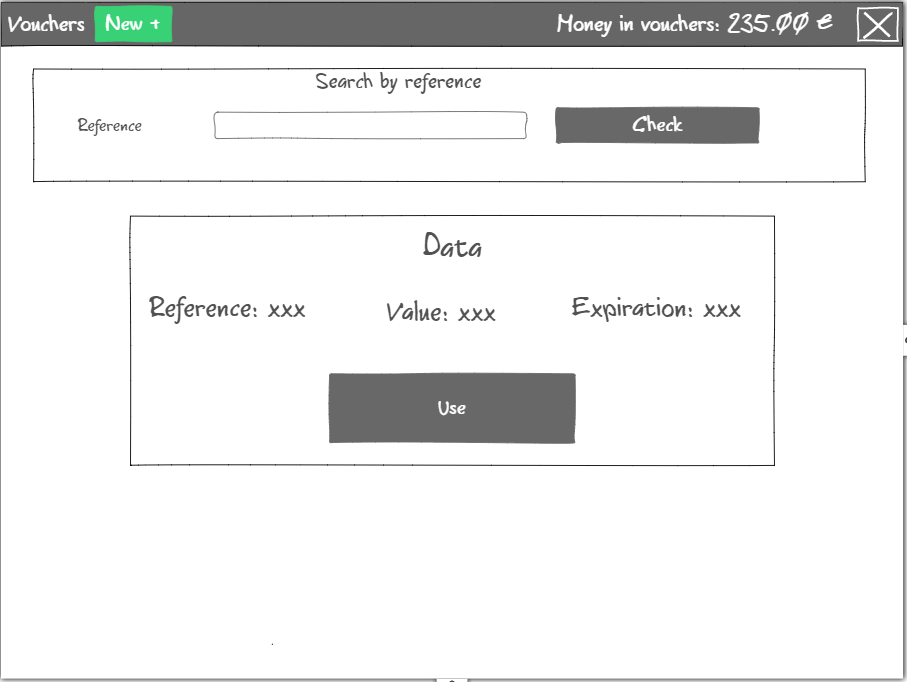 Vouchers New + Money in vouchers: 235.00 €
Search by reference
Reference Check
Data
Reference: xxx Value: xxx Expiration: xxx
Use